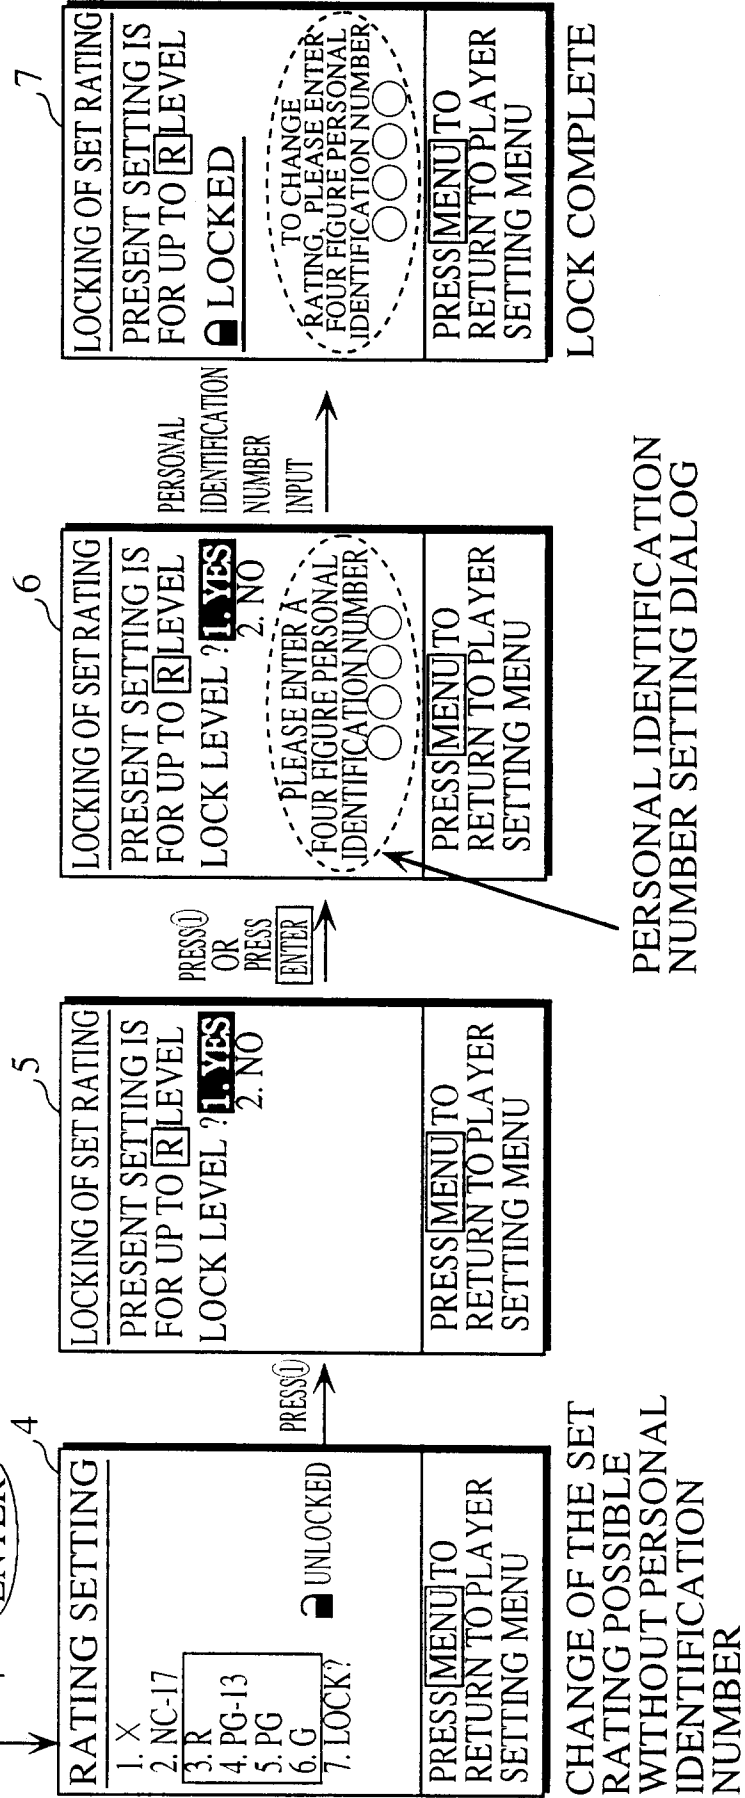 ENTER
4
RATING SETTING
1. X
2. NC-17
3. R
4. PG-13
5. PG
6. G
7. LOCK?
UNLOCKED
PRESS MENU TO
RETURN TO PLAYER
SETTING MENU
CHANGE OF THE SET
RATING POSSIBLE
WITHOUT PERSONAL
IDENTIFICATION
NUMBER
PRESS 1
5
LOCKING OF SET RATING
PRESENT SETTING IS
FOR UP TO R LEVEL
LOCK LEVEL ? 1. YES
2. NO
PRESS MENU TO
RETURN TO PLAYER
SETTING MENU
PRESS 1
OR
PRESS
ENTER
6
LOCKING OF SET RATING
PRESENT SETTING IS
FOR UP TO R LEVEL
LOCK LEVEL ? 1. YES
2. NO
PLEASE ENTER A
FOUR FIGURE PERSONAL
IDENTIFICATION NUMBER
PRESS MENU TO
RETURN TO PLAYER
SETTING MENU
PERSONAL IDENTIFICATION
NUMBER SETTING DIALOG
PERSONAL
IDENTIFICATION
NUMBER
INPUT
7
LOCKING OF SET RATING
PRESENT SETTING IS
FOR UP TO R LEVEL
LOCKED
TO CHANGE
RATING, PLEASE ENTER
FOUR FIGURE PERSONAL
IDENTIFICATION NUMBER
PRESS MENU TO
RETURN TO PLAYER
SETTING MENU
LOCK COMPLETE